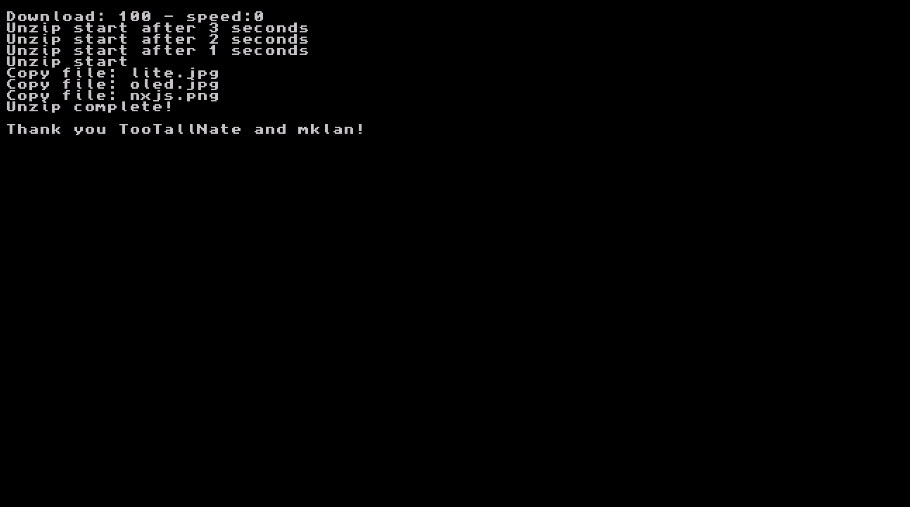 Download: 100 - speed:0
Unzip start after 3 seconds
Unzip start after 2 seconds
Unzip start after 1 seconds
Unzip start
Copy file: lite.jpg
Copy file: oled.jpg
Copy file: nxjs.png
Unzip complete!
Thank you TooTallNate and mklan!